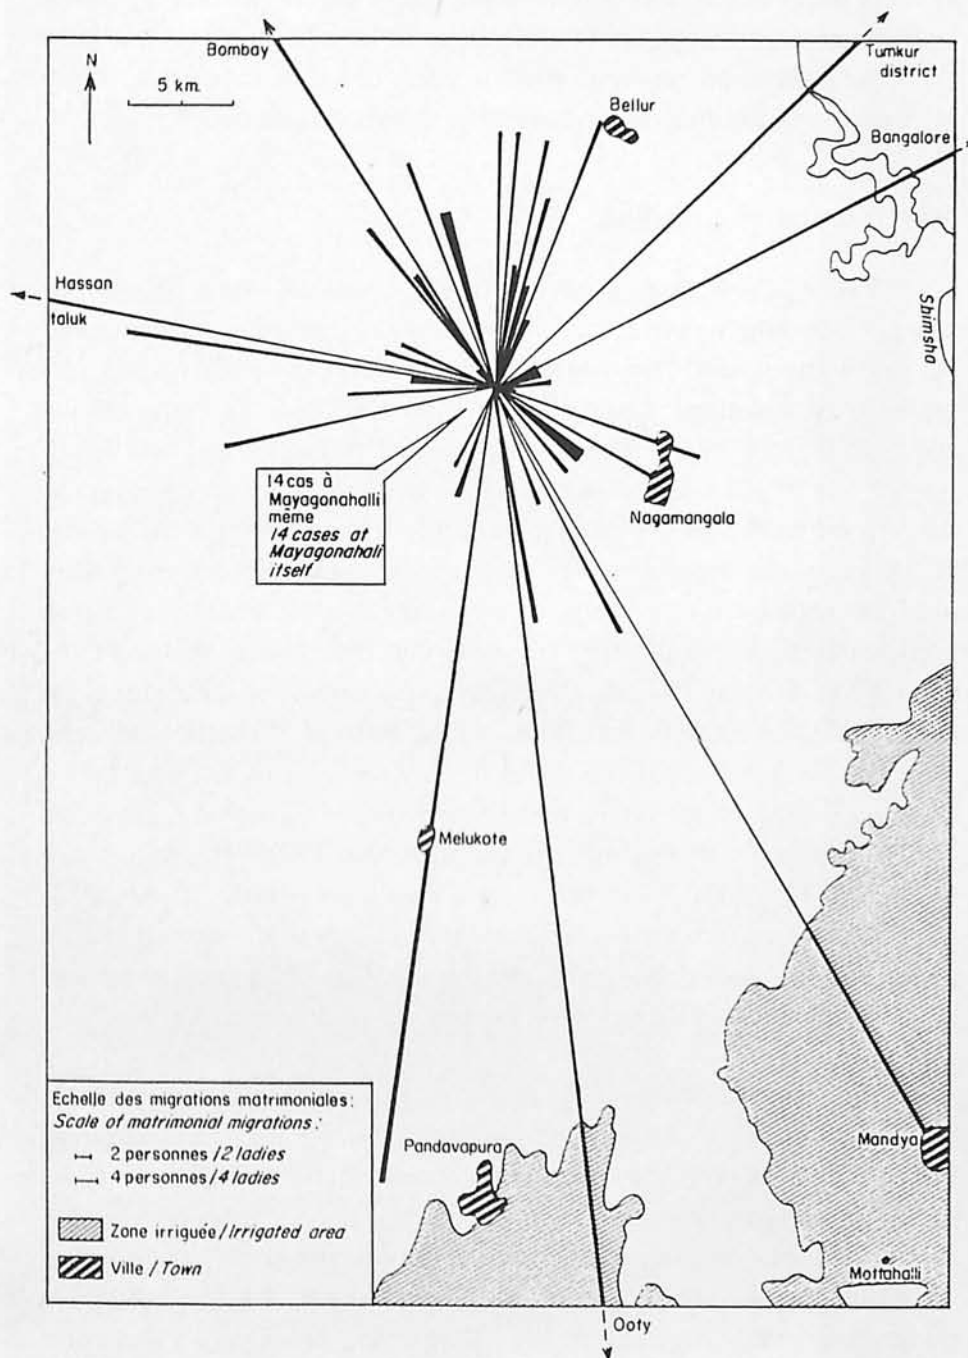 Bombay
Tumkur
district
N
5 km.
Bellur
Bangalore
Hassan
taluk
Shimsha
14 cas à
Mayagonahalli
même
14 cases at
Mayagonahali
itself
Nagamangala
Melukote
Echelle des migrations matrimoniales:
Scale of matrimonial migrations:
2 personnes/2 ladies
4 personnes/4 ladies
Zone irriguée/Irrigated area
Ville/Town
Pandavapura
Mandya
Mottahalli
Ooty